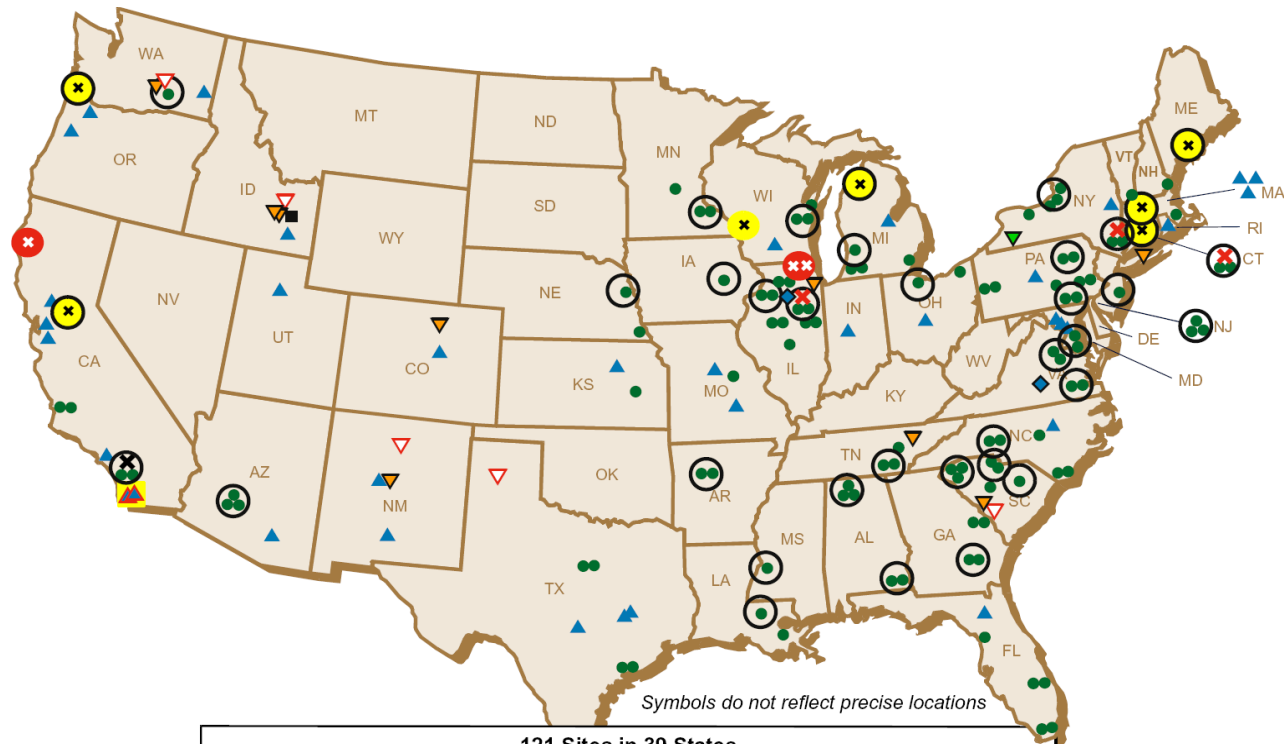 WA
ME
MT
ND
MN
VT
OR
NH
ID
WI
NY
MA
SD
MI
RI
WY
PA
CT
IA
NE
NV
OH
IN
NJ
UT
DE
CA
CO
WV
IL
VA
MD
KS
MO
KY
NC
TN
AZ
OK
AR
SC
NM
GA
MS
AL
LA
TX
FL
Symbols do not reflect precise locations
121 Sites in 39 States